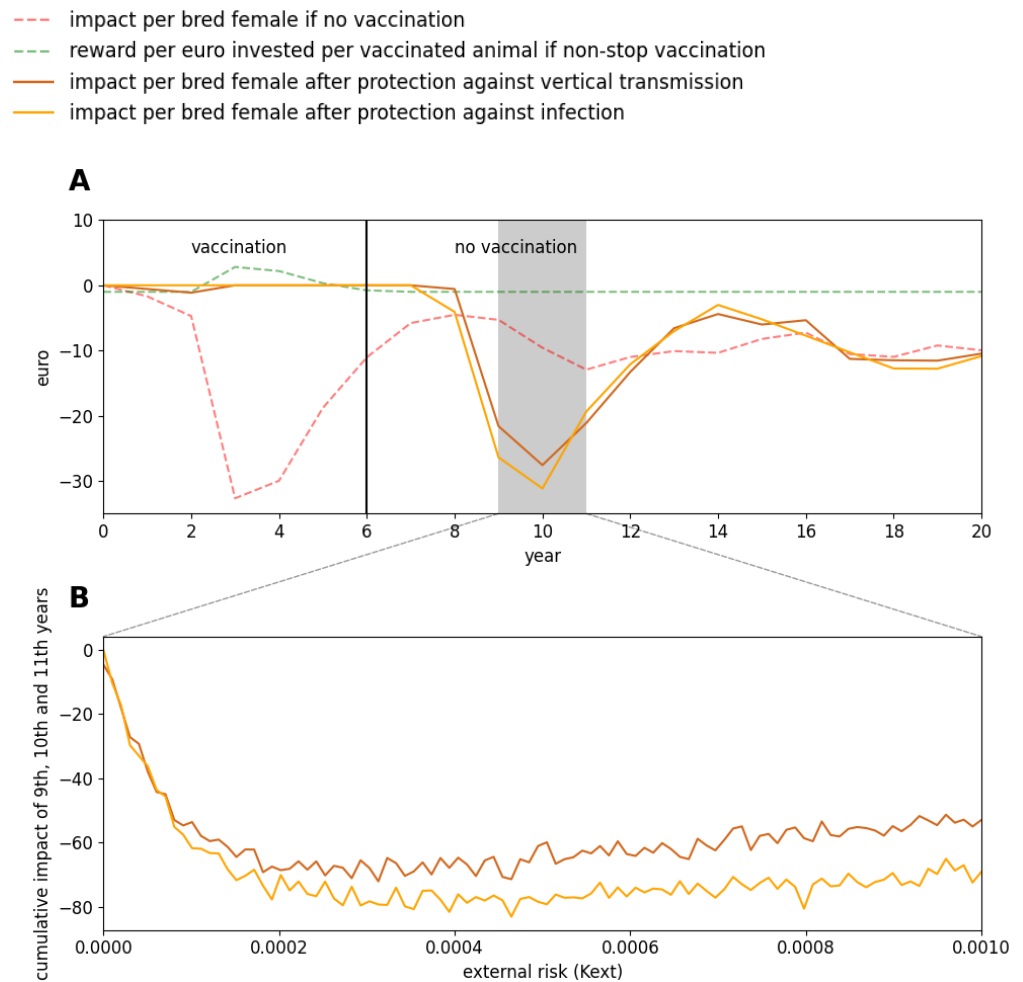 impact per bred female if no vaccination
reward per euro invested per vaccinated animal if non-stop vaccination
impact per bred female after protection against vertical transmission
impact per bred female after protection against infection
A
10
0
−10
−20
−30
euro
vaccination
no vaccination
0 2 4 6 8 10 12 14 16 18 20
year
B
cumulative impact of 9th, 10th and 11th years
0
−20
−40
−60
−80
0.0000 0.0002 0.0004 0.0006 0.0008 0.0010
external risk (Kext)